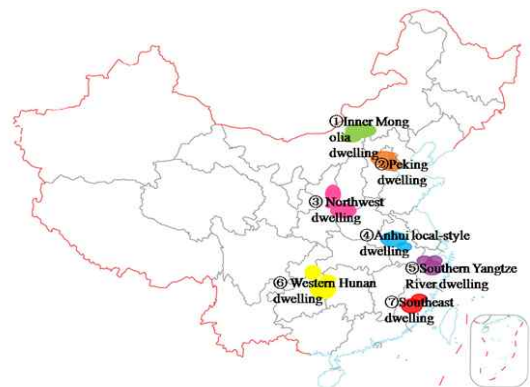 ①Inner Mong
olia
dwelling
②Peking
dwelling
③ Northwest
dwelling
④Anhui local-style
dwelling
⑤Southern Yangtze
River dwelling
⑥ Western Hunan
dwelling
⑦Southeast
dwelling